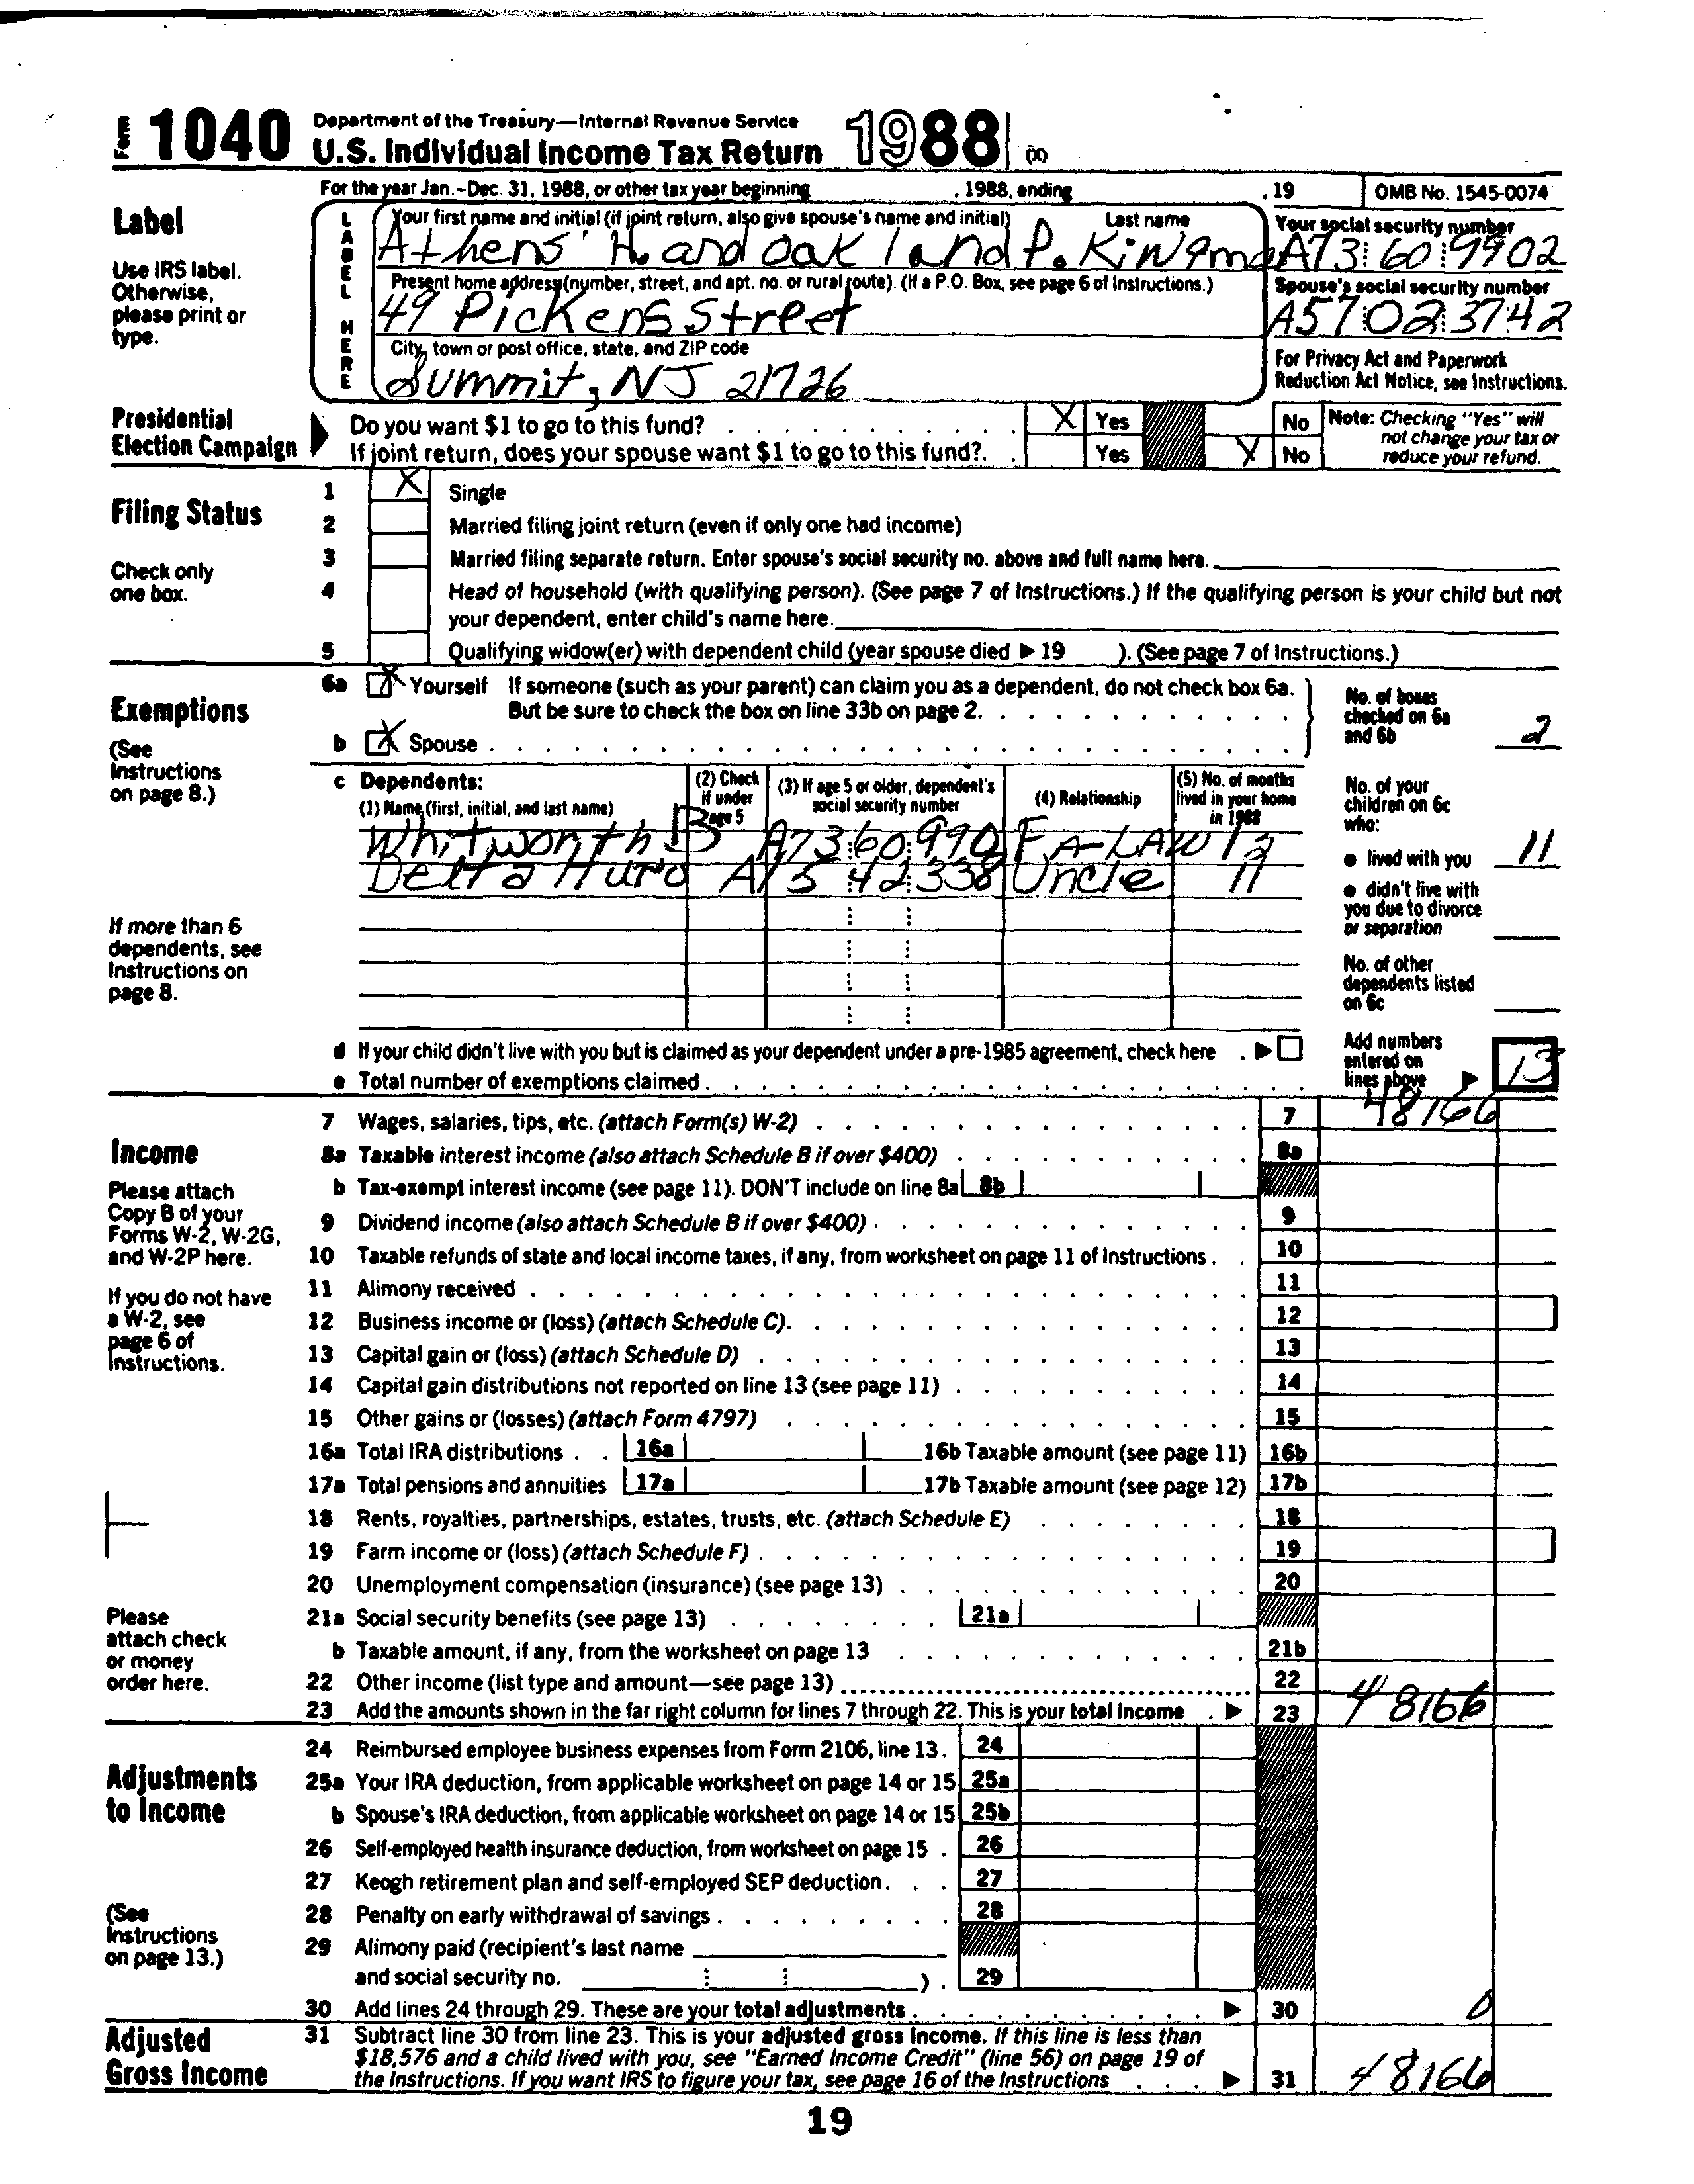 Form 1040 Department of the Treasury—Internal Revenue Service
U.S. Individual Income Tax Return 1988 (X)
For the year Jan.-Dec. 31, 1988, or other tax year beginning , 1988, ending , 19 OMB No. 1545-0074
Label
Use IRS label. Otherwise, please print or type.
LABEL HERE
Your first name and initial (if joint return, also give spouse's name and initial) Last name
Athens H. and Oakland P. Kingma
Your social security number
A73 60 9902
Present home address (number, street, and apt. no. or rural route). (If a P.O. Box, see page 6 of Instructions.)
49 Pickens Street
Spouse's social security number
A57 02 3742
City, town or post office, state, and ZIP code
Summit, NJ 21726
For Privacy Act and Paperwork
Reduction Act Notice, see Instructions.
Presidential
Election Campaign
Do you want $1 to go to this fund? X Yes No
If joint return, does your spouse want $1 to go to this fund?. Yes X No
Note: Checking "Yes" will not change your tax or reduce your refund.
Filing Status
Check only one box.
1 X Single
2 Married filing joint return (even if only one had income)
3 Married filing separate return. Enter spouse's social security no. above and full name here.
4 Head of household (with qualifying person). (See page 7 of Instructions.) If the qualifying person is your child but not
your dependent, enter child's name here.
5 Qualifying widow(er) with dependent child (year spouse died ▶ 19 ). (See page 7 of Instructions.)
Exemptions
(See Instructions on page 8.)
6a X Yourself If someone (such as your parent) can claim you as a dependent, do not check box 6a.
But be sure to check the box on line 33b on page 2.
b X Spouse
No. of boxes checked on 6a and 6b 2
c Dependents:
(1) Name (first, initial, and last name) (2) Check if under age 5 (3) If age 5 or older, dependent's social security number (4) Relationship (5) No. of months lived in your home in 1988
Whitworth B A73 60 990 FA-LAW 12
Delta Huro A15 42 338 Uncle 11
If more than 6 dependents, see Instructions on page 8.
No. of your children on 6c who:
● lived with you 11
● didn't live with you due to divorce or separation
No. of other dependents listed on 6c
d If your child didn't live with you but is claimed as your dependent under a pre-1985 agreement, check here ▶
e Total number of exemptions claimed
Add numbers entered on lines above ▶ 13
Income
Please attach Copy B of your Forms W-2, W-2G, and W-2P here.
If you do not have a W-2, see page 6 of Instructions.
Please attach check or money order here.
7 Wages, salaries, tips, etc. (attach Form(s) W-2) 7 48166
8a Taxable interest income (also attach Schedule B if over $400) 8a
b Tax-exempt interest income (see page 11). DON'T include on line 8a 8b
9 Dividend income (also attach Schedule B if over $400) 9
10 Taxable refunds of state and local income taxes, if any, from worksheet on page 11 of Instructions 10
11 Alimony received 11
12 Business income or (loss) (attach Schedule C). 12
13 Capital gain or (loss) (attach Schedule D) 13
14 Capital gain distributions not reported on line 13 (see page 11) 14
15 Other gains or (losses) (attach Form 4797) 15
16a Total IRA distributions 16a 16b Taxable amount (see page 11) 16b
17a Total pensions and annuities 17a 17b Taxable amount (see page 12) 17b
18 Rents, royalties, partnerships, estates, trusts, etc. (attach Schedule E) 18
19 Farm income or (loss) (attach Schedule F) 19
20 Unemployment compensation (insurance) (see page 13) 20
21a Social security benefits (see page 13) 21a
b Taxable amount, if any, from the worksheet on page 13 21b
22 Other income (list type and amount—see page 13) 22
23 Add the amounts shown in the far right column for lines 7 through 22. This is your total income ▶ 23 48166
Adjustments to Income
(See Instructions on page 13.)
24 Reimbursed employee business expenses from Form 2106, line 13. 24
25a Your IRA deduction, from applicable worksheet on page 14 or 15 25a
b Spouse's IRA deduction, from applicable worksheet on page 14 or 15 25b
26 Self-employed health insurance deduction, from worksheet on page 15 26
27 Keogh retirement plan and self-employed SEP deduction 27
28 Penalty on early withdrawal of savings 28
29 Alimony paid (recipient's last name
and social security no. ) 29
30 Add lines 24 through 29. These are your total adjustments ▶ 30 0
Adjusted Gross Income
31 Subtract line 30 from line 23. This is your adjusted gross income. If this line is less than
$18,576 and a child lived with you, see "Earned Income Credit" (line 56) on page 19 of
the Instructions. If you want IRS to figure your tax, see page 16 of the Instructions ▶ 31 48166
19